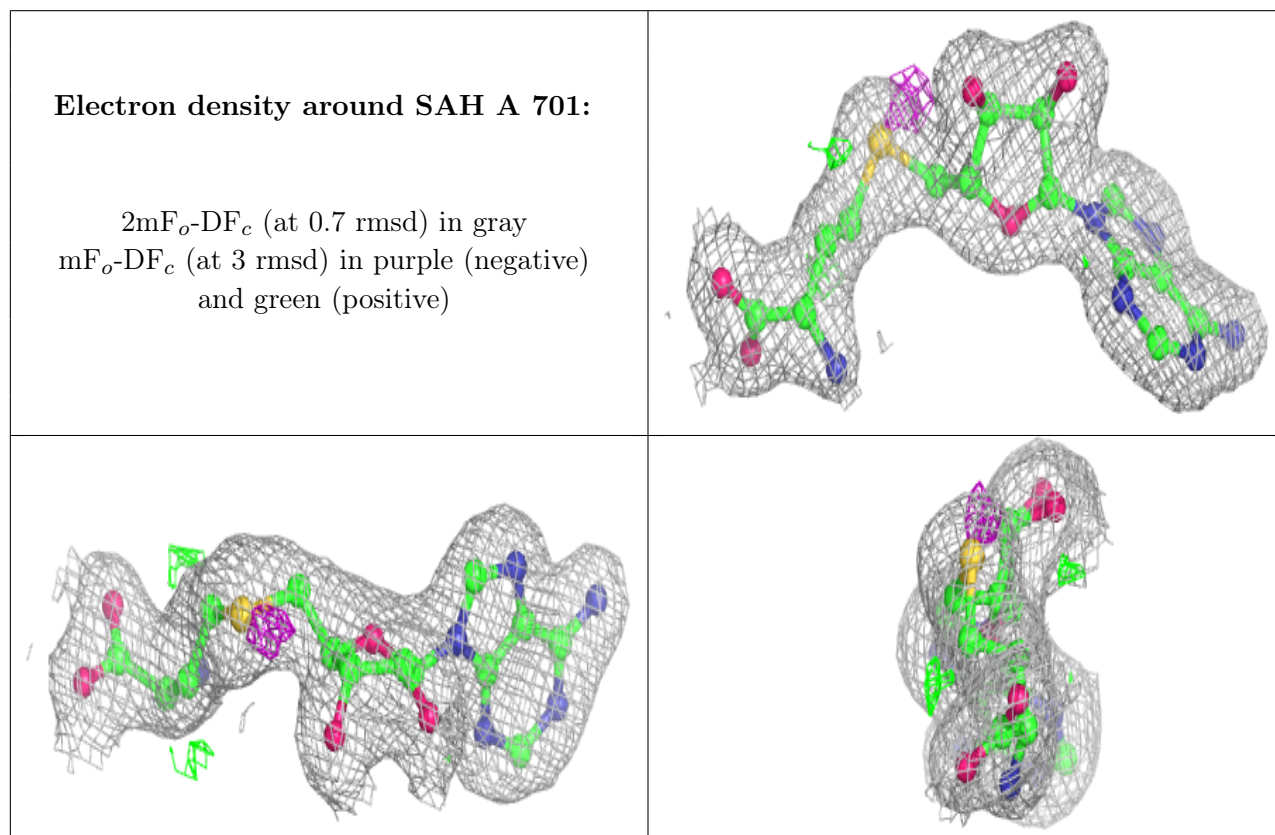 Electron density around SAH A 701:
2mFₒ-DF𝒸 (at 0.7 rmsd) in gray
mFₒ-DF𝒸 (at 3 rmsd) in purple (negative)
and green (positive)